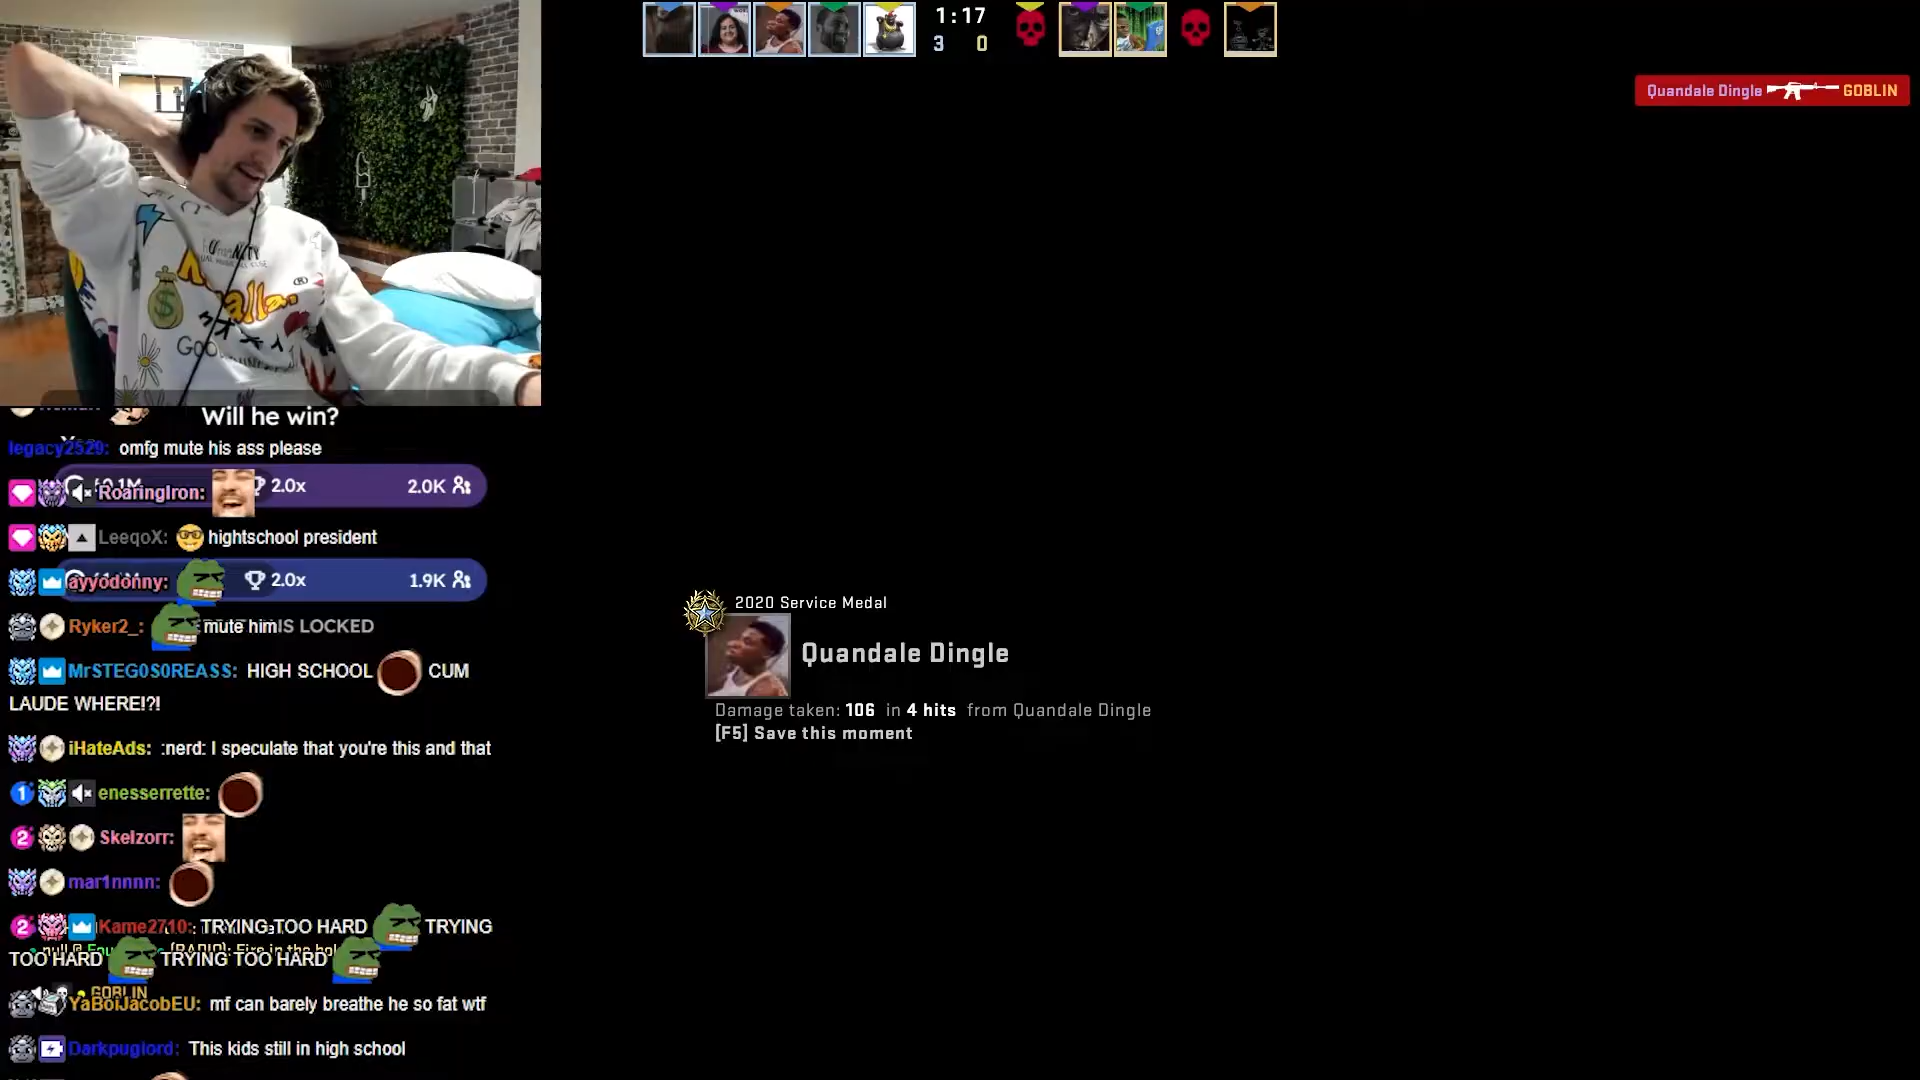 1:17
3 0
Quandale Dingle GOBLIN
Will he win?
legacy2529: omfg mute his ass please
RoaringIron:
2.0x 2.0K
LeeqoX: hightschool president
ayyodonny:
2.0x 1.9K
Ryker2_: mute him IS LOCKED
MrSTEG0S0REASS: HIGH SCHOOL CUM
LAUDE WHERE!?!
iHateAds: :nerd: I speculate that you're this and that
enesserrette:
Skelzorr:
mar1nnnn:
Kame2710: TRYING TOO HARD TRYING
TOO HARD TRYING TOO HARD
GOBLIN
YaBoiJacobEU: mf can barely breathe he so fat wtf
Darkpuglord: This kids still in high school
2020 Service Medal
Quandale Dingle
Damage taken: 106 in 4 hits from Quandale Dingle
[F5] Save this moment